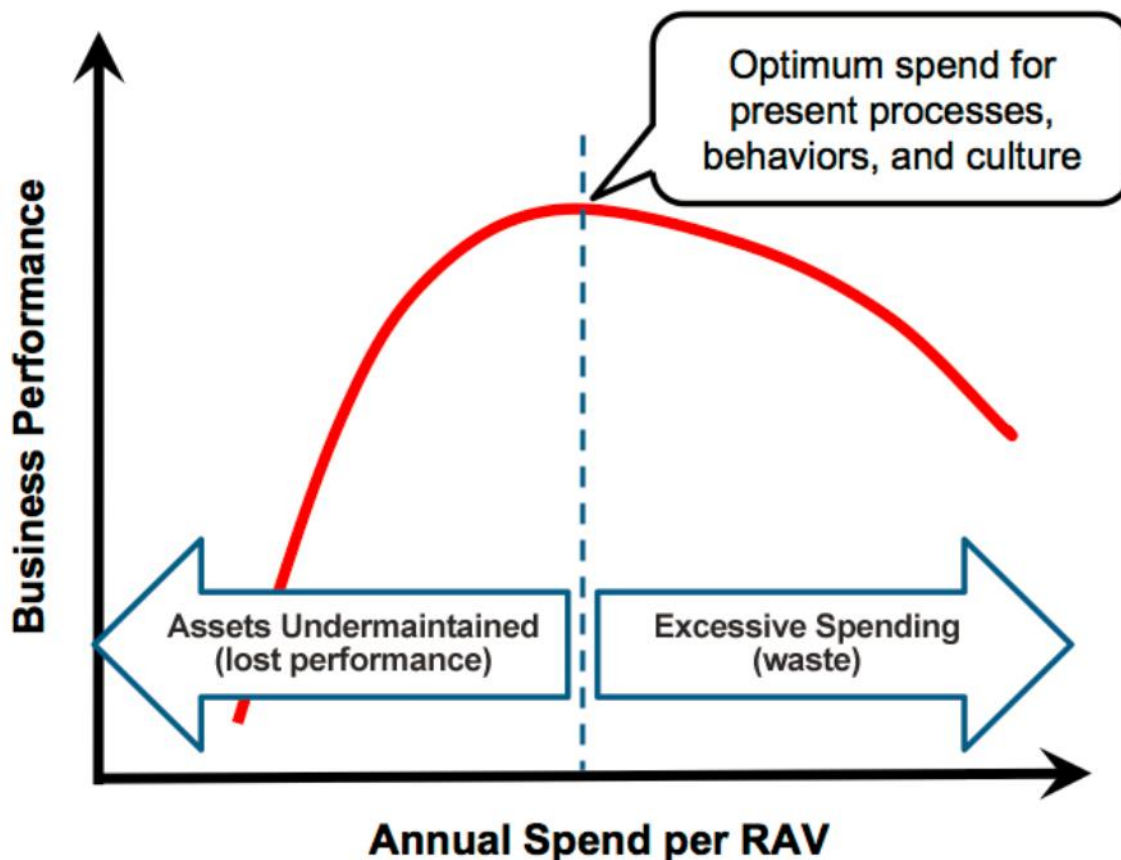 Optimum spend for
present processes,
behaviors, and culture
Business Performance
Assets Undermaintained
(lost performance)
Excessive Spending
(waste)
Annual Spend per RAV